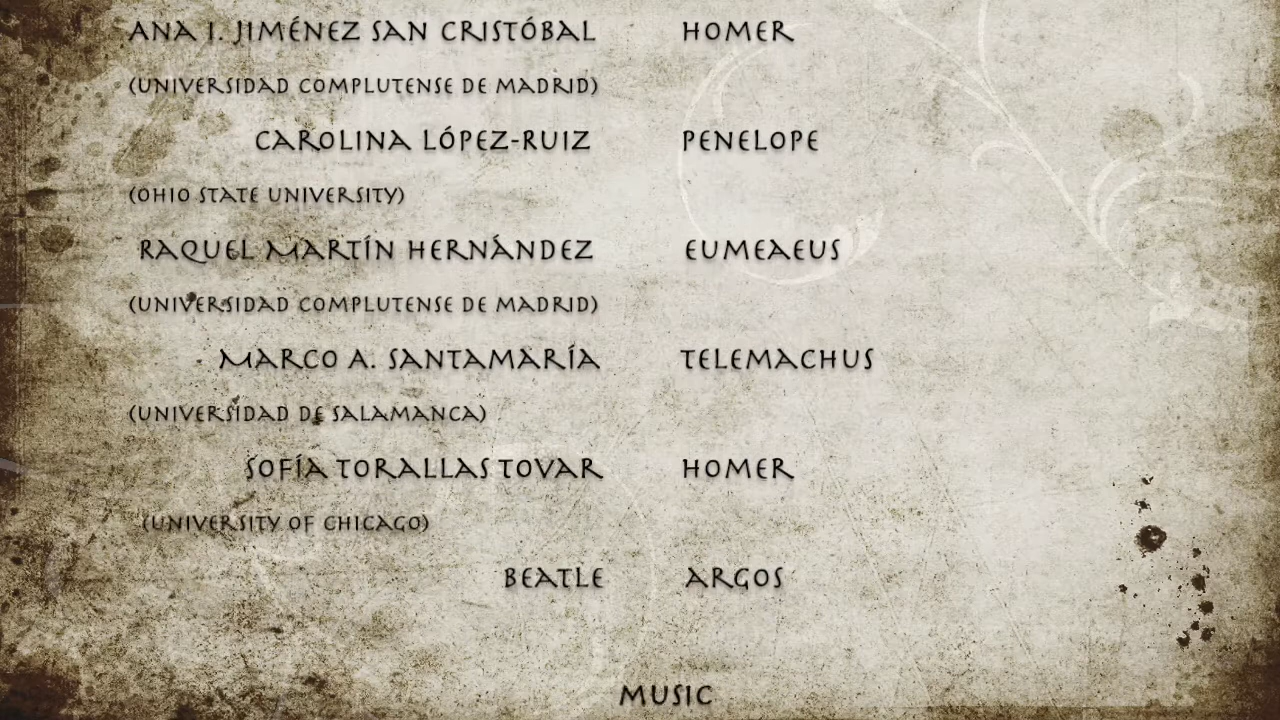 ANA I. JIMÉNEZ SAN CRISTÓBAL HOMER
(UNIVERSIDAD COMPLUTENSE DE MADRID)
CAROLINA LÓPEZ-RUIZ PENELOPE
(OHIO STATE UNIVERSITY)
RAQUEL MARTÍN HERNÁNDEZ EUMEAEUS
(UNIVERSIDAD COMPLUTENSE DE MADRID)
MARCO A. SANTAMARÍA TELEMACHUS
(UNIVERSIDAD DE SALAMANCA)
SOFÍA TORALLAS TOVAR HOMER
(UNIVERSITY OF CHICAGO)
BEATLE ARGOS
MUSIC